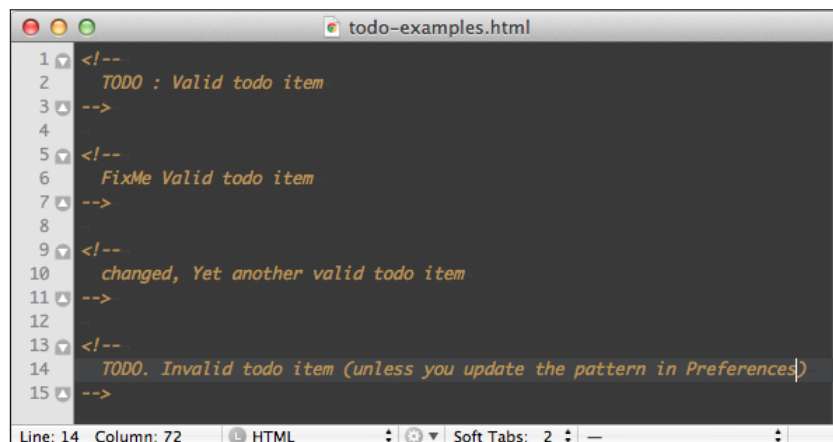 todo-examples.html
1 <!--
2 TODO : Valid todo item
3 -->
4
5 <!--
6 FixMe Valid todo item
7 -->
8
9 <!--
10 changed, Yet another valid todo item
11 -->
12
13 <!--
14 TODO. Invalid todo item (unless you update the pattern in Preferences)
15 -->
Line: 14 Column: 72 L HTML Soft Tabs: 2 —